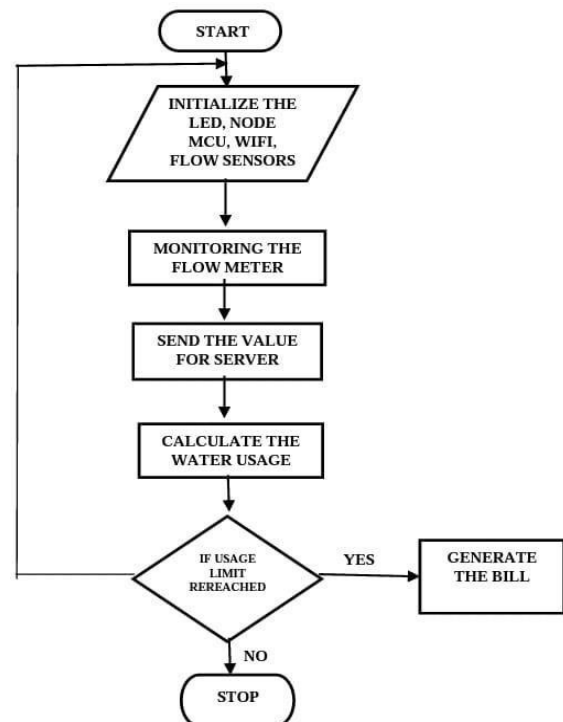 START
INITIALIZE THE
LED, NODE
MCU, WIFI,
FLOW SENSORS
MONITORING THE
FLOW METER
SEND THE VALUE
FOR SERVER
CALCULATE THE
WATER USAGE
IF USAGE
LIMIT
REREACHED
YES
GENERATE
THE BILL
NO
STOP